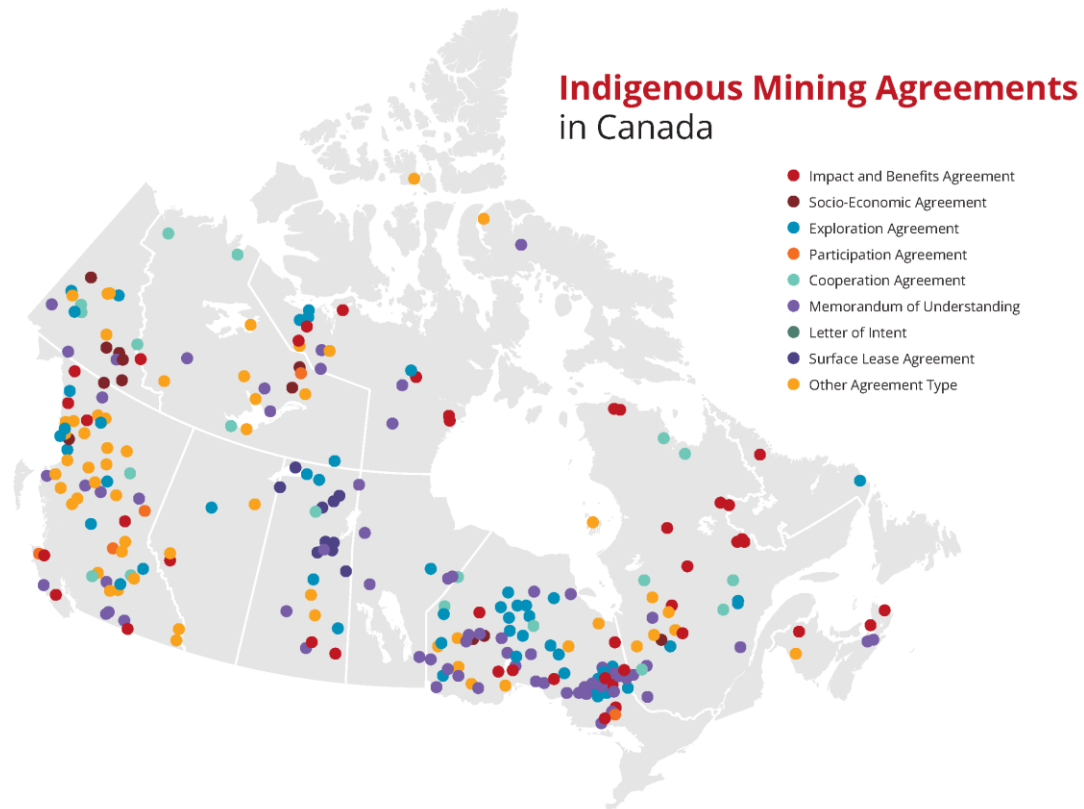 Indigenous Mining Agreements
in Canada
Impact and Benefits Agreement
Socio-Economic Agreement
Exploration Agreement
Participation Agreement
Cooperation Agreement
Memorandum of Understanding
Letter of Intent
Surface Lease Agreement
Other Agreement Type